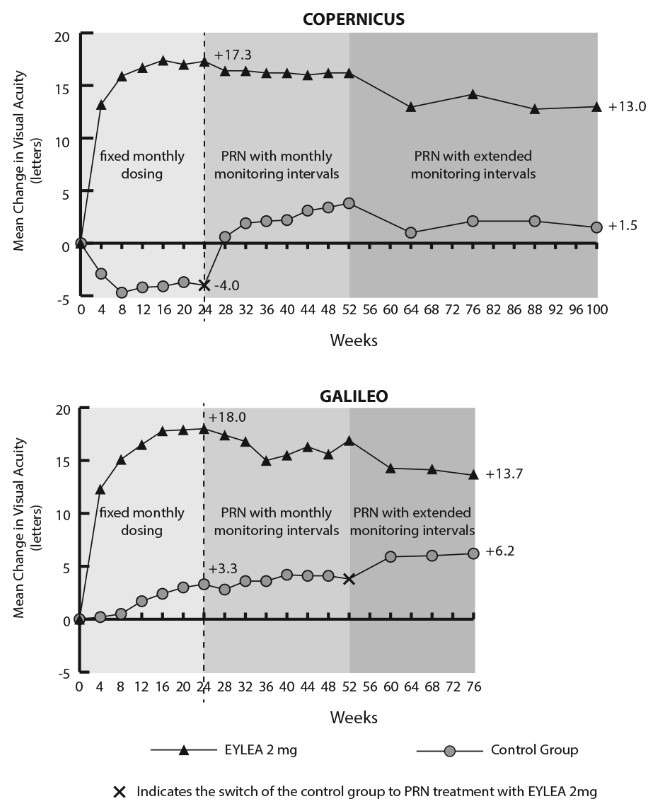 COPERNICUS
Mean Change in Visual Acuity
(letters)
20
15
10
5
0
-5
+17.3
-4.0
+13.0
+1.5
fixed monthly
dosing
PRN with monthly
monitoring intervals
PRN with extended
monitoring intervals
0 4 8 12 16 20 24 28 32 36 40 44 48 52 56 60 64 68 72 76 80 84 88 92 96 100
Weeks
GALILEO
Mean Change in Visual Acuity
(letters)
20
15
10
5
0
-5
+18.0
+3.3
+13.7
+6.2
fixed monthly
dosing
PRN with monthly
monitoring intervals
PRN with extended
monitoring intervals
0 4 8 12 16 20 24 28 32 36 40 44 48 52 56 60 64 68 72 76
Weeks
EYLEA 2 mg
Control Group
Indicates the switch of the control group to PRN treatment with EYLEA 2mg